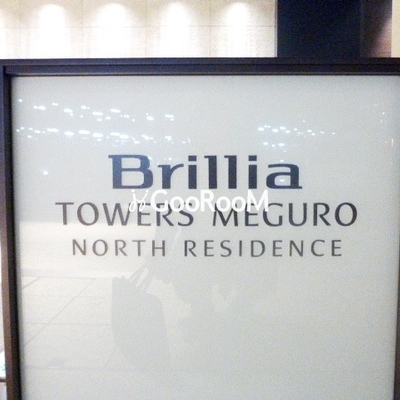 Brillia
GooRooM
TOWERS MEGURO
NORTH RESIDENCE